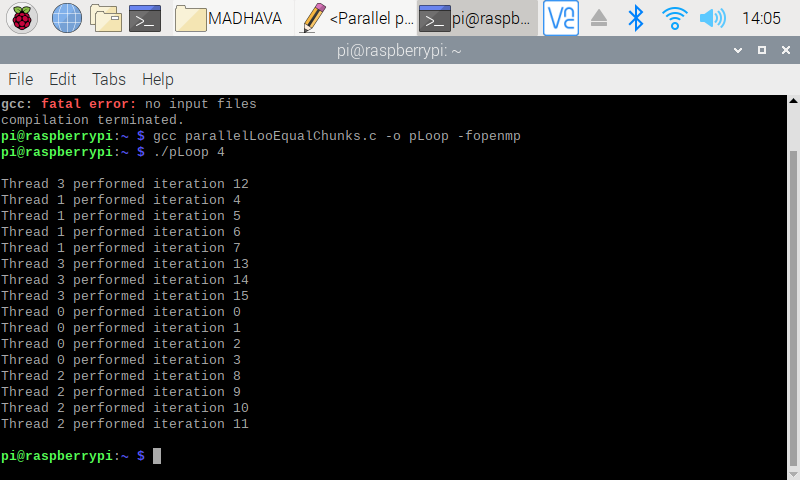 MADHAVA
<Parallel p...
pi@raspb...
14:05
pi@raspberrypi: ~
File Edit Tabs Help
gcc: fatal error: no input files
compilation terminated.
pi@raspberrypi:~ $ gcc parallelLooEqualChunks.c -o pLoop -fopenmp
pi@raspberrypi:~ $ ./pLoop 4
Thread 3 performed iteration 12
Thread 1 performed iteration 4
Thread 1 performed iteration 5
Thread 1 performed iteration 6
Thread 1 performed iteration 7
Thread 3 performed iteration 13
Thread 3 performed iteration 14
Thread 3 performed iteration 15
Thread 0 performed iteration 0
Thread 0 performed iteration 1
Thread 0 performed iteration 2
Thread 0 performed iteration 3
Thread 2 performed iteration 8
Thread 2 performed iteration 9
Thread 2 performed iteration 10
Thread 2 performed iteration 11
pi@raspberrypi:~ $